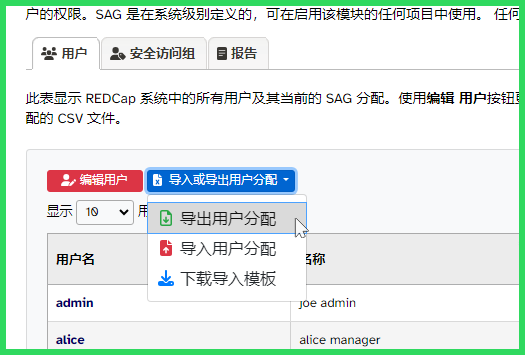 户的权限。SAG 是在系统级别定义的，可在启用该模块的任何项目中使用。 任何
用户
安全访问组
报告
此表显示 REDCap 系统中的所有用户及其当前的 SAG 分配。使用编辑 用户按钮
配的 CSV 文件。
编辑用户
导入或导出用户分配
显示 10 用
导出用户分配
导入用户分配
下载导入模板
用户名
名称
admin
joe admin
alice
alice manager